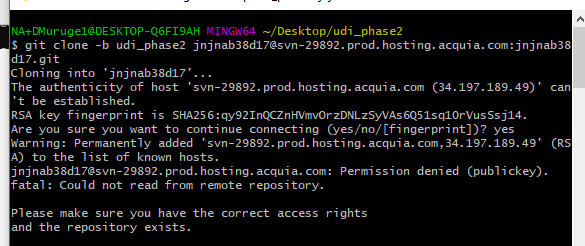 NA+DMuruge1@DESKTOP-Q6FI9AH MINGW64 ~/Desktop/udi_phase2
$ git clone -b udi_phase2 jnjnab38d17@svn-29892.prod.hosting.acquia.com:jnjnab38
d17.git
Cloning into 'jnjnab38d17'...
The authenticity of host 'svn-29892.prod.hosting.acquia.com (34.197.189.49)' can
't be established.
RSA key fingerprint is SHA256:qy92InQCZnHVmvOrzDNLzSyVAs6Q51sq1OrVusSsj14.
Are you sure you want to continue connecting (yes/no/[fingerprint])? yes
Warning: Permanently added 'svn-29892.prod.hosting.acquia.com,34.197.189.49' (RS
A) to the list of known hosts.
jnjnab38d17@svn-29892.prod.hosting.acquia.com: Permission denied (publickey).
fatal: Could not read from remote repository.

Please make sure you have the correct access rights
and the repository exists.